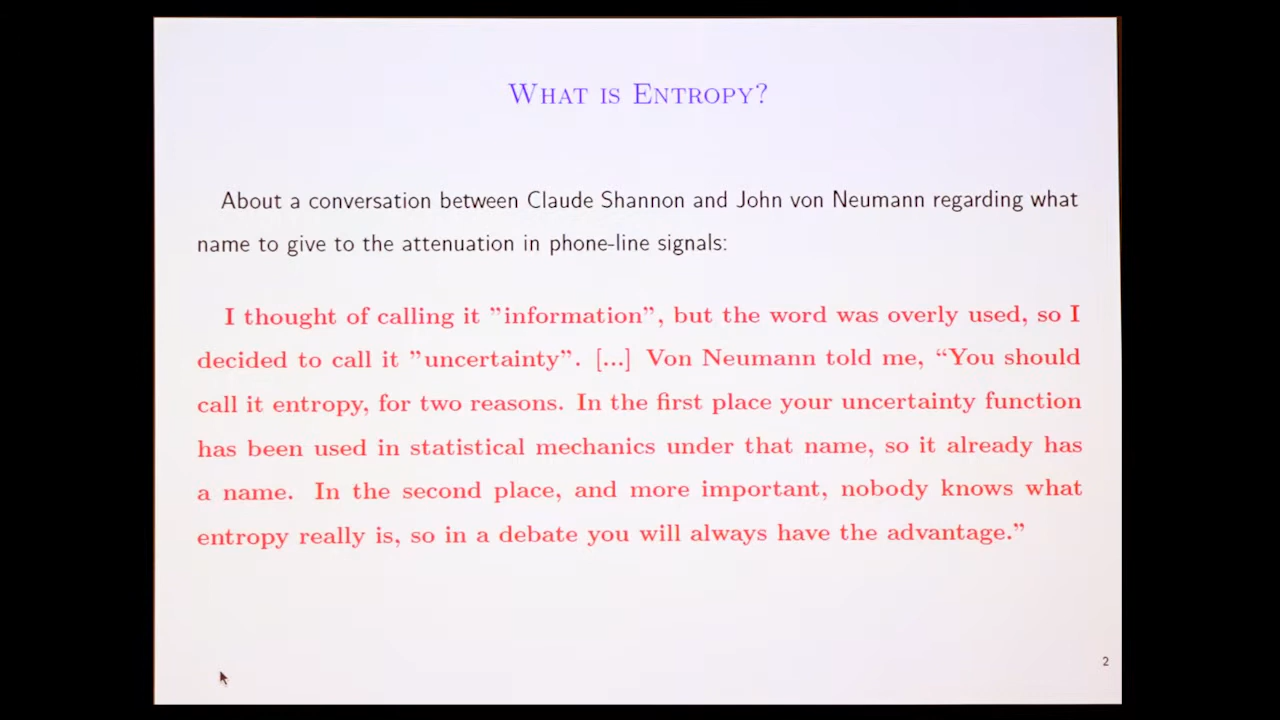 What is Entropy?
About a conversation between Claude Shannon and John von Neumann regarding what
name to give to the attenuation in phone-line signals:
I thought of calling it ”information”, but the word was overly used, so I
decided to call it ”uncertainty”. [...] Von Neumann told me, “You should
call it entropy, for two reasons. In the first place your uncertainty function
has been used in statistical mechanics under that name, so it already has
a name. In the second place, and more important, nobody knows what
entropy really is, so in a debate you will always have the advantage.”
2